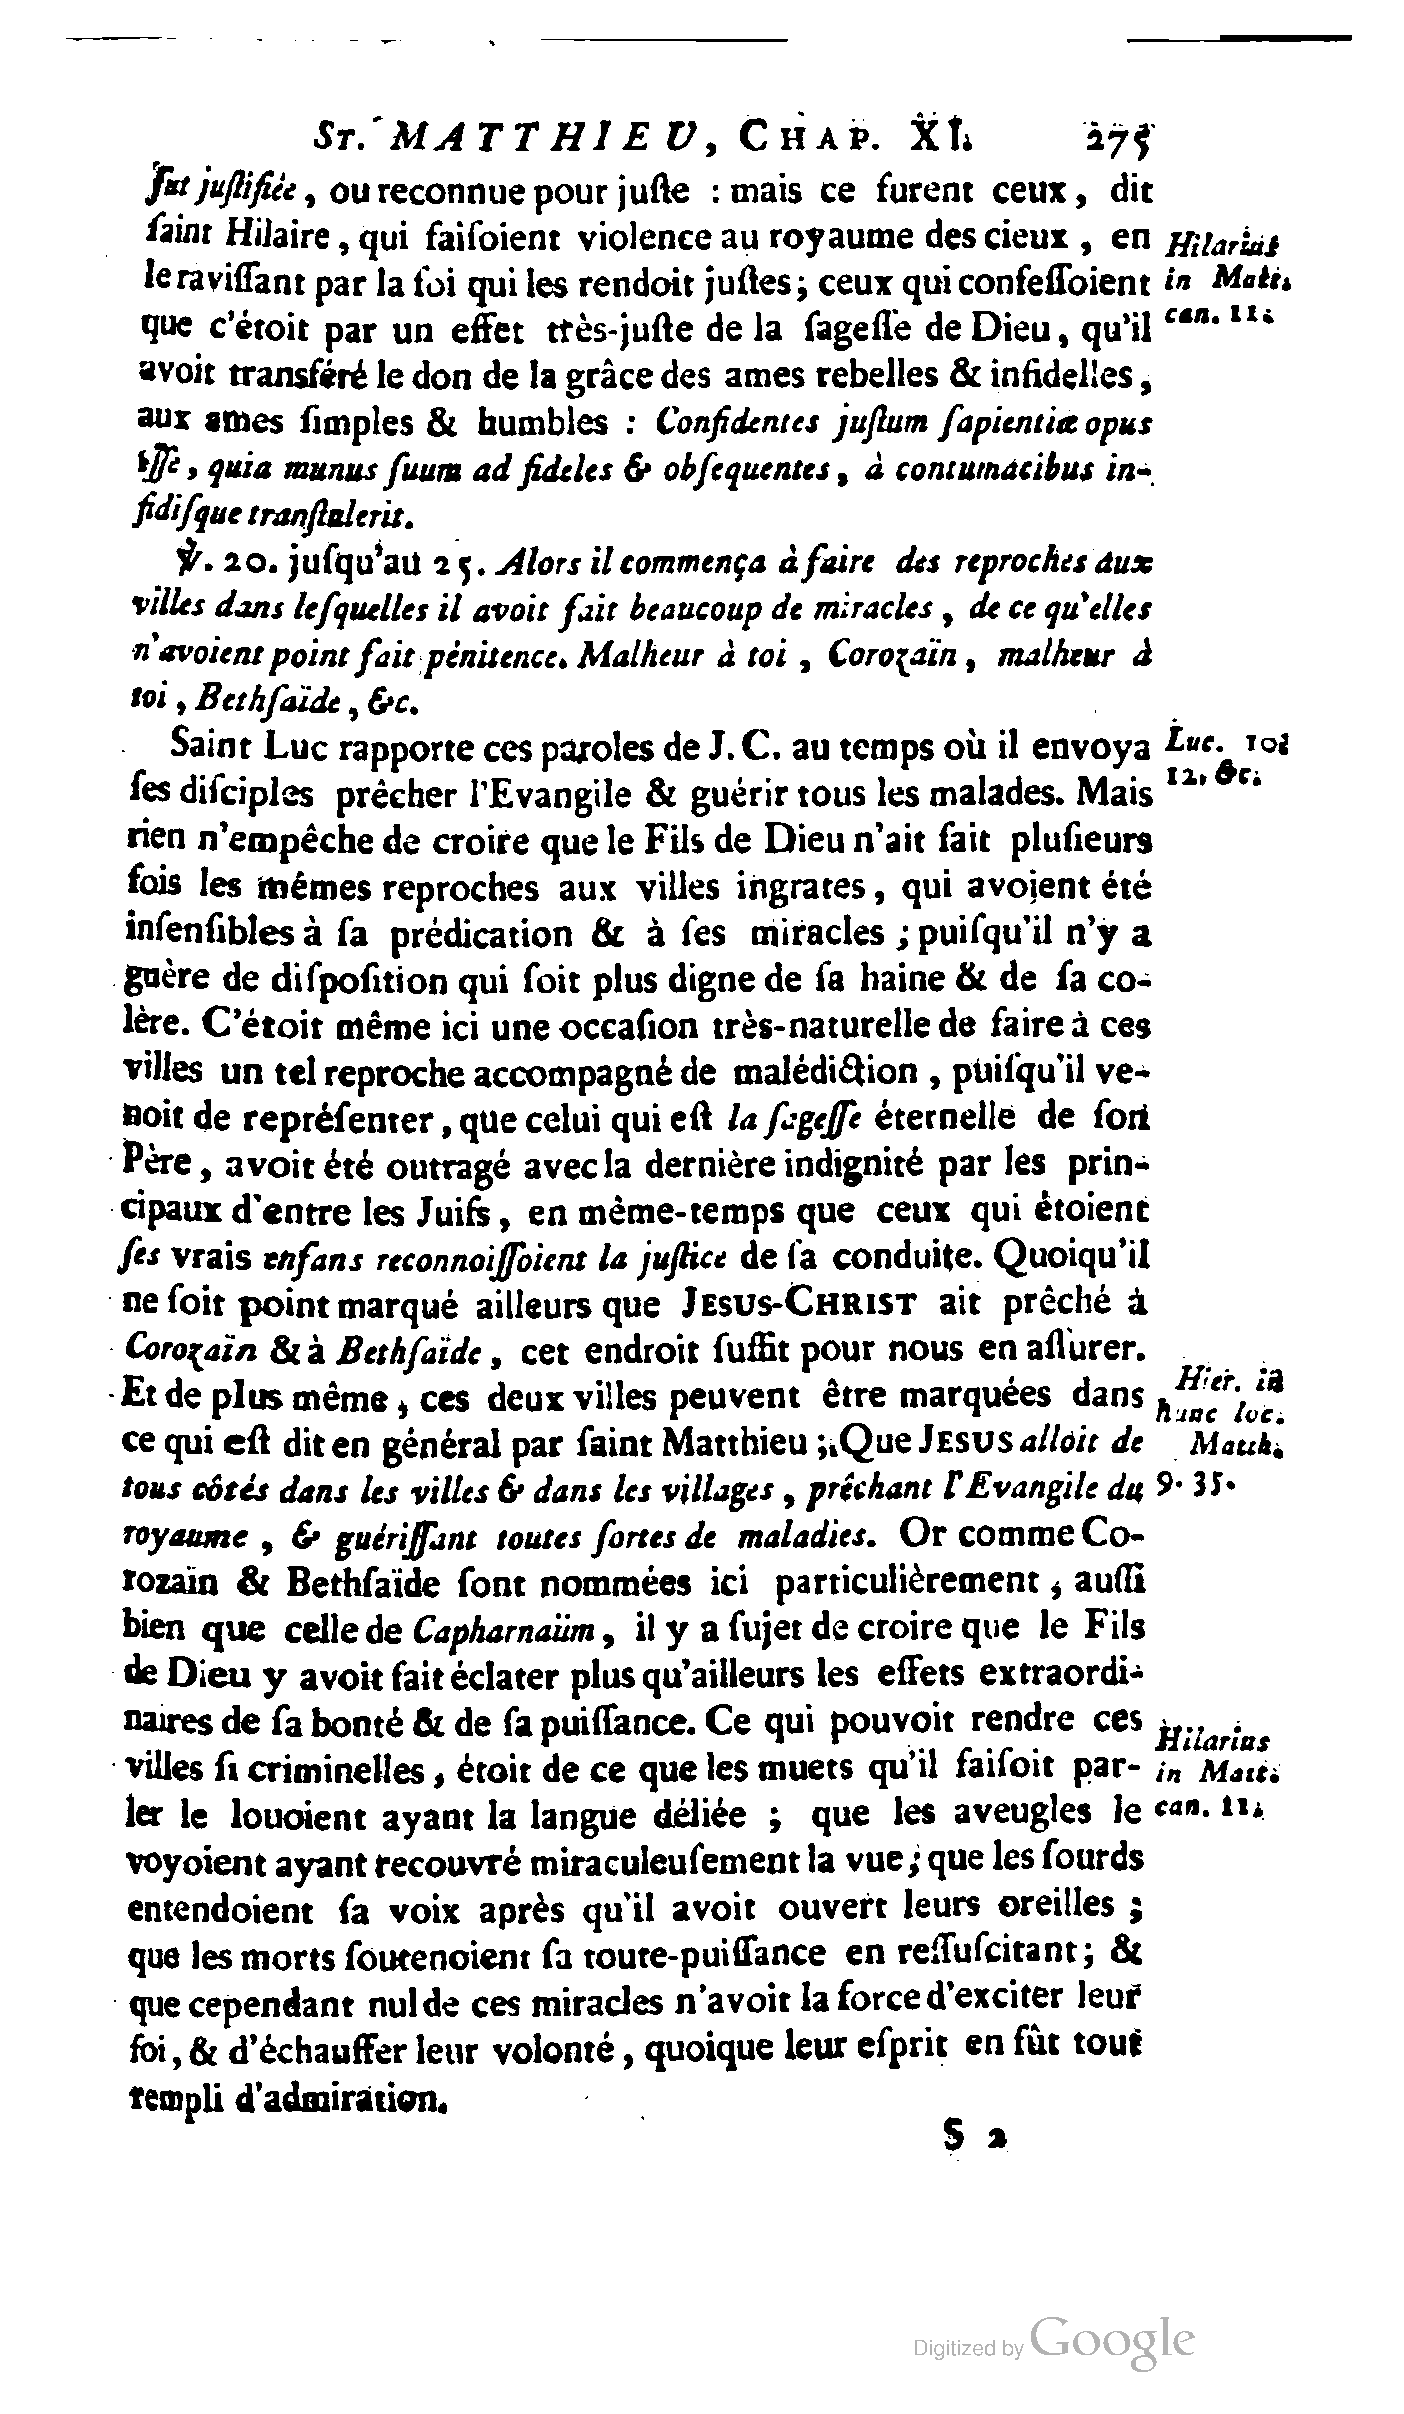 ST. MATTHIEU, CHAP. XI. 275
fut juſtifiée, ou reconnue pour juſte : mais ce furent ceux, dit
ſaint Hilaire, qui faiſoient violence au royaume des cieux, en
Hilarius
le raviſſant par la foi qui les rendoit juſtes; ceux qui confeſſoient
in Matt.
que c'étoit par un effet très-juſte de la ſageſſe de Dieu, qu'il
can. 11.
avoit transféré le don de la grâce des ames rebelles & infidelles,
aux ames ſimples & humbles : Confidentes juſtum ſapientiæ opus
eſſe, quia munus ſuum ad fideles & obſequentes, à contumacibus in-
fidiſque tranſtulerit.
℣. 20. juſqu'au 25. Alors il commença à faire des reproches aux
villes dans leſquelles il avoit fait beaucoup de miracles, de ce qu'elles
n'avoient point fait pénitence. Malheur à toi, Corozaïn, malheur à
toi, Bethſaïde, &c.
Saint Luc rapporte ces paroles de J. C. au temps où il envoya
Luc. 10.
ſes diſciples prêcher l'Evangile & guérir tous les malades. Mais
12. &c.
rien n'empêche de croire que le Fils de Dieu n'ait fait pluſieurs
fois les mêmes reproches aux villes ingrates, qui avoient été
inſenſibles à ſa prédication & à ſes miracles ; puiſqu'il n'y a
guère de diſpoſition qui ſoit plus digne de ſa haine & de ſa co-
lère. C'étoit même ici une occaſion très-naturelle de faire à ces
villes un tel reproche accompagné de malédiction, puiſqu'il ve-
noit de repréſenter, que celui qui eſt la ſageſſe éternelle de ſon
Père, avoit été outragé avec la dernière indignité par les prin-
cipaux d'entre les Juifs, en même-temps que ceux qui étoient
ſes vrais enfans reconnoiſſoient la juſtice de ſa conduite. Quoiqu'il
ne ſoit point marqué ailleurs que JESUS-CHRIST ait prêché à
Corozaïn & à Bethſaïde, cet endroit ſuffit pour nous en aſſurer.
Et de plus même, ces deux villes peuvent être marquées dans
Hier. in
hunc loc.
ce qui eſt dit en général par ſaint Matthieu ; Que JESUS alloit de
Matth.
tous côtés dans les villes & dans les villages, prêchant l'Evangile du
9. 35.
royaume, & guériſſant toutes ſortes de maladies. Or comme Co-
rozaïn & Bethſaïde ſont nommées ici particulièrement, auſſi
bien que celle de Capharnaüm, il y a ſujet de croire que le Fils
de Dieu y avoit fait éclater plus qu'ailleurs les effets extraordi-
naires de ſa bonté & de ſa puiſſance. Ce qui pouvoit rendre ces
Hilarius
villes ſi criminelles, étoit de ce que les muets qu'il faiſoit par-
in Matt.
ler le louoient ayant la langue déliée ; que les aveugles le
can. 11.
voyoient ayant recouvré miraculeuſement la vue ; que les ſourds
entendoient ſa voix après qu'il avoit ouvert leurs oreilles ;
que les morts ſoutenoient ſa toute-puiſſance en reſſuſcitant ; &
que cependant nul de ces miracles n'avoit la force d'exciter leur
foi, & d'échauffer leur volonté, quoique leur eſprit en fût tout
rempli d'admiration.
S 2
Digitized by Google